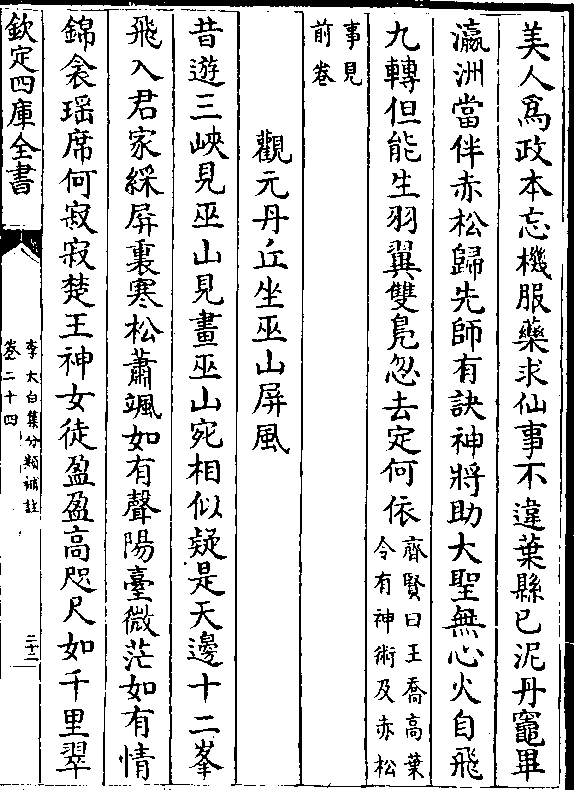 美人爲政本忘機服藥求仙事不違葉縣已泥丹竈畢
瀛洲當伴赤松歸先師有訣神將助大聖無心火自飛
九轉但能生羽翼雙鳧忽去定何依
齊賢曰王喬高葉
令有神術及赤松
事見
前卷
觀元丹丘坐巫山屏風
昔遊三峽見巫山見畫巫山宛相似疑是天邊十二峯
飛入君家綵屏裏寒松蕭颯如有聲陽臺微茫如有情
錦衾瑶席何寂寂楚王神女徒盈盈高咫尺如千里翠
欽定四庫全書
李太白集分類補註
卷二十四
二十二